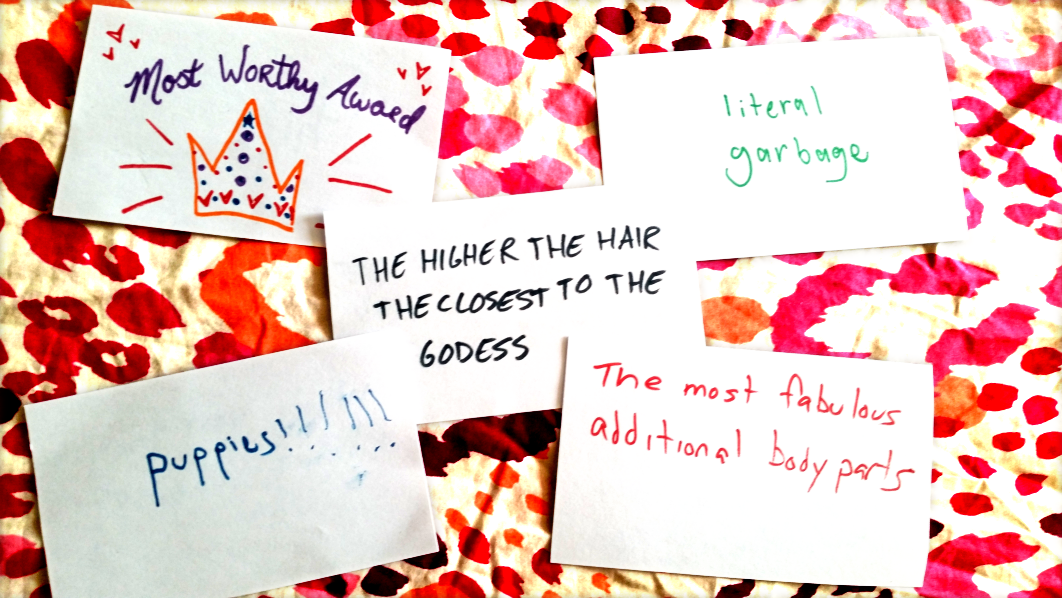 Most Worthy Award
literal
garbage
THE HIGHER THE HAIR
THE CLOSEST TO THE
GODESS
puppies!!!!!!
The most fabulous
additional body parts